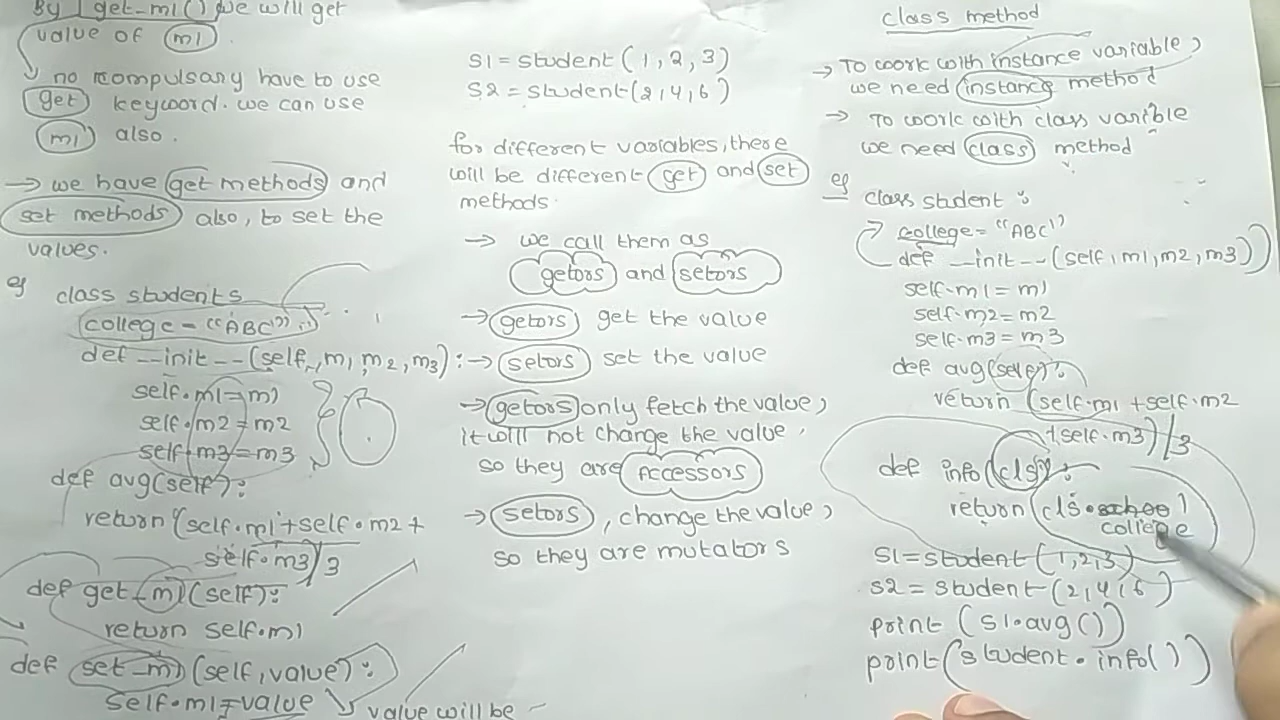 By get-m1() we will get
value of m1.
no compulsary have to use
get keyword. we can use
m1 also.
→ we have get methods and
set methods also, to set the
values.
eg class students
college = "ABC"
def __init__(self, m1, m2, m3):
self.m1 = m1
self.m2 = m2
self.m3 = m3
def avg(self):
return (self.m1 + self.m2 +
self.m3)/3
def get-m1(self):
return self.m1
def set-m1(self, value):
self.m1 = value
value will be
S1 = student(1, 2, 3)
S2 = student(2, 4, 6)
for different variables, there
will be different get and set
methods.
→ we call them as
getors and setors
→ getors get the value
→ setors set the value
→ getors only fetch the value,
it will not change the value.
so they are Accessors
→ setors, change the value,
so they are mutators
class method
→ To work with instance variable,
we need instance method
→ To work with class variable
we need class method
eg class student:
college = "ABC"
def __init__(self, m1, m2, m3)
self.m1 = m1
self.m2 = m2
self.m3 = m3
def avg(self):
return (self.m1 + self.m2
+ self.m3)/3
def info(cls):
return (cls.
college
S1 = student(1, 2, 3)
S2 = student(2, 4, 6)
print (S1.avg())
print (student.info())